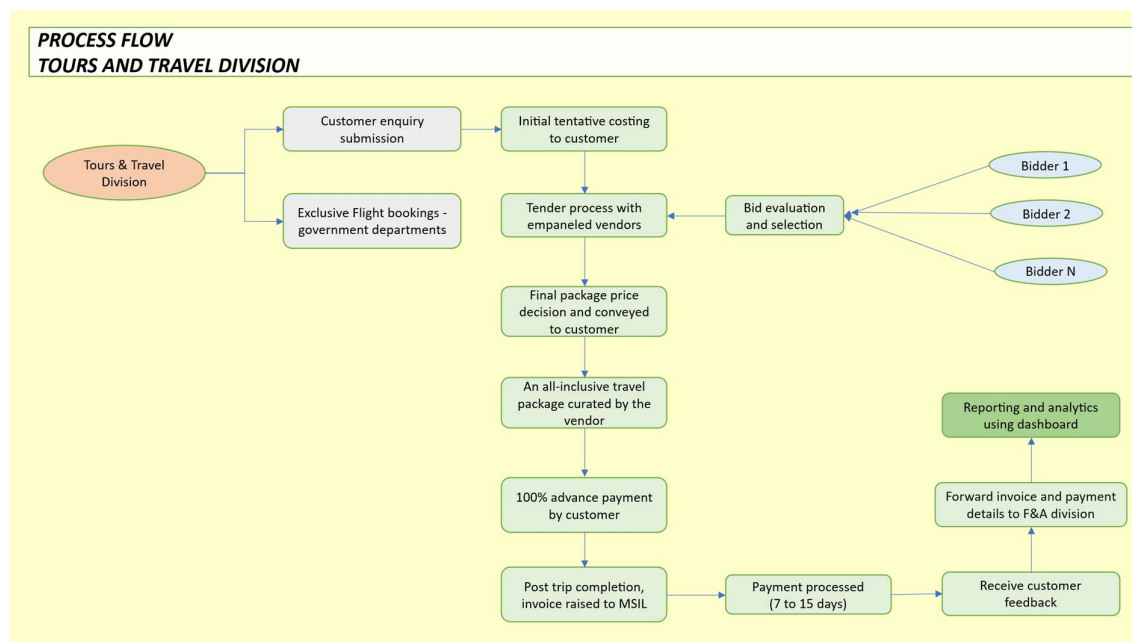 PROCESS FLOW
TOURS AND TRAVEL DIVISION
Tours & Travel
Division
Customer enquiry
submission
Exclusive Flight bookings -
government departments
Initial tentative costing
to customer
Tender process with
empaneled vendors
Bid evaluation
and selection
Bidder 1
Bidder 2
Bidder N
Final package price
decision and conveyed
to customer
An all-inclusive travel
package curated by the
vendor
100% advance payment
by customer
Post trip completion,
invoice raised to MSIL
Payment processed
(7 to 15 days)
Receive customer
feedback
Forward invoice and payment
details to F&A division
Reporting and analytics
using dashboard